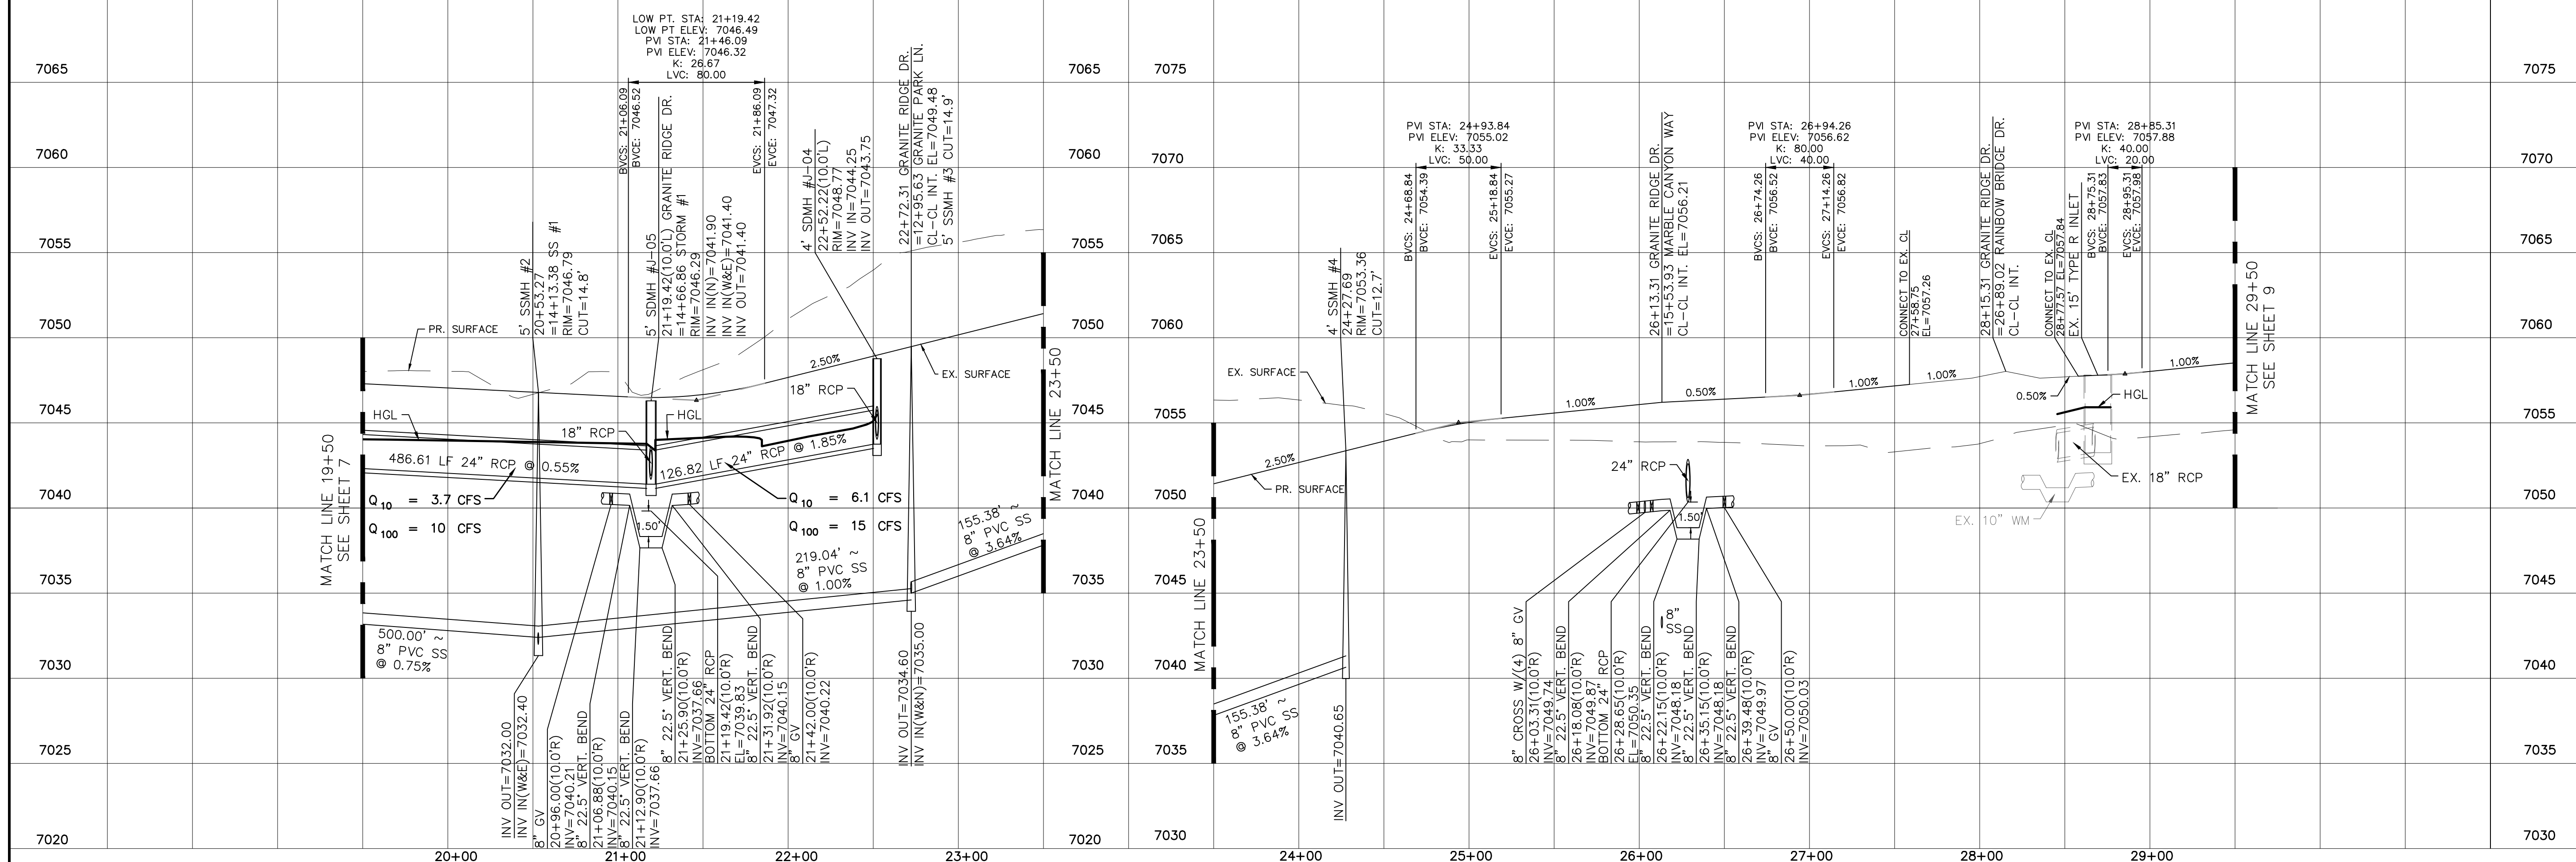 LOW PT. STA: 21+19.42
LOW PT ELEV: 7046.49
PVI STA: 21+46.09
PVI ELEV: 7046.32
K: 26.67
LVC: 80.00
BVCS: 21+06.09
BVCE: 7046.52
EVCS: 21+86.09
EVCE: 7047.32
7065
7060
7055
7050
7045
7040
7035
7030
7025
7020
5' SSMH #2
20+53.27
=14+13.38 SS #1
RIM=7046.79
CUT=14.8'
5' SDMH #J-05
21+19.42(10.0'L) GRANITE RIDGE DR.
=14+66.86 STORM #1
RIM=7046.29
INV IN(N)=7041.90
INV IN(W&E)=7041.40
INV OUT=7041.40
4' SDMH #J-04
22+52.22(10.0'L)
RIM=7048.77
INV IN=7044.25
INV OUT=7043.75
22+72.31 GRANITE RIDGE DR.
=12+95.63 GRANITE PARK LN.
CL-CL INT. EL=7049.48
5' SSMH #3 CUT=14.9'
PR. SURFACE
2.50%
EX. SURFACE
18" RCP
HGL
HGL
18" RCP
486.61 LF 24" RCP @ 0.55%
126.82 LF 24" RCP @ 1.85%
Q10 = 3.7 CFS
Q100 = 10 CFS
Q10 = 6.1 CFS
Q100 = 15 CFS
1.50'
219.04' ~
8" PVC SS
@ 1.00%
155.38' ~
8" PVC SS
@ 3.64%
500.00' ~
8" PVC SS
@ 0.75%
MATCH LINE 19+50
SEE SHEET 7
MATCH LINE 23+50
INV OUT=7032.00
INV IN(W&E)=7032.40
8" GV
20+96.00(10.0'R)
INV=7040.21
8" 22.5° VERT. BEND
21+06.88(10.0'R)
INV=7040.15
8" 22.5° VERT. BEND
21+12.90(10.0'R)
INV=7037.66
8" 22.5° VERT. BEND
21+25.90(10.0'R)
INV=7037.66
BOTTOM 24" RCP
21+19.42(10.0'R)
EL=7039.83
8" 22.5° VERT. BEND
21+31.92(10.0'R)
INV=7040.15
8" GV
21+42.00(10.0'R)
INV=7040.22
INV OUT=7034.60
INV IN(W&N)=7035.00
20+00
21+00
22+00
23+00
7065
7060
7055
7050
7045
7040
7035
7030
7025
7020
7075
7070
7065
7060
7055
7050
7045
7040
7035
7030
MATCH LINE 23+50
4' SSMH #4
24+27.69
RIM=7053.36
CUT=12.7'
PVI STA: 24+93.84
PVI ELEV: 7055.02
K: 33.33
LVC: 50.00
BVCS: 24+68.84
BVCE: 7054.39
EVCS: 25+18.84
EVCE: 7055.27
26+13.31 GRANITE RIDGE DR.
=15+53.93 MARBLE CANYON WAY
CL-CL INT. EL=7056.21
PVI STA: 26+94.26
PVI ELEV: 7056.62
K: 80.00
LVC: 40.00
BVCS: 26+74.26
BVCE: 7056.52
EVCS: 27+14.26
EVCE: 7056.82
CONNECT TO EX. CL
27+58.75
EL=7057.26
28+15.31 GRANITE RIDGE DR.
=26+89.02 RAINBOW BRIDGE DR.
CL-CL INT.
CONNECT TO EX. CL
28+77.57 EL=7057.84
EX. 15' TYPE R INLET
PVI STA: 28+85.31
PVI ELEV: 7057.88
K: 40.00
LVC: 20.00
BVCS: 28+75.31
BVCE: 7057.83
EVCS: 28+95.31
EVCE: 7057.98
EX. SURFACE
2.50%
PR. SURFACE
1.00%
0.50%
1.00%
1.00%
0.50%
1.00%
HGL
24" RCP
1.50'
EX. 18" RCP
EX. 10" WM
155.38' ~
8" PVC SS
@ 3.64%
INV OUT=7040.65
8" CROSS W/(4) 8" GV
26+03.31(10.0'R)
INV=7049.74
8" 22.5° VERT. BEND
26+18.08(10.0'R)
INV=7049.87
BOTTOM 24" RCP
26+28.65(10.0'R)
EL=7050.35
8" 22.5° VERT. BEND
26+22.15(10.0'R)
INV=7048.18
8" 22.5° VERT. BEND
26+35.15(10.0'R)
INV=7048.18
8" 22.5° VERT. BEND
26+39.48(10.0'R)
INV=7049.97
8" GV
26+50.00(10.0'R)
INV=7050.03
8"
SS
MATCH LINE 29+50
SEE SHEET 9
24+00
25+00
26+00
27+00
28+00
29+00
7075
7070
7065
7060
7055
7050
7045
7040
7035
7030